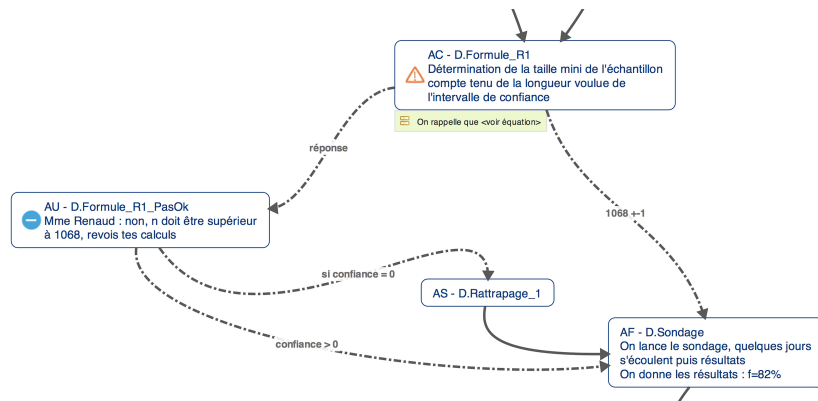 AC - D.Formule_R1
Détermination de la taille mini de l'échantillon
compte tenu de la longueur voulue de
l'intervalle de confiance
On rappelle que <voir équation>
réponse
AU - D.Formule_R1_PasOk
Mme Renaud : non, n doit être supérieur
à 1068, revois tes calculs
1068 +-1
si confiance = 0
AS - D.Rattrapage_1
confiance > 0
AF - D.Sondage
On lance le sondage, quelques jours
s'écoulent puis résultats
On donne les résultats : f=82%